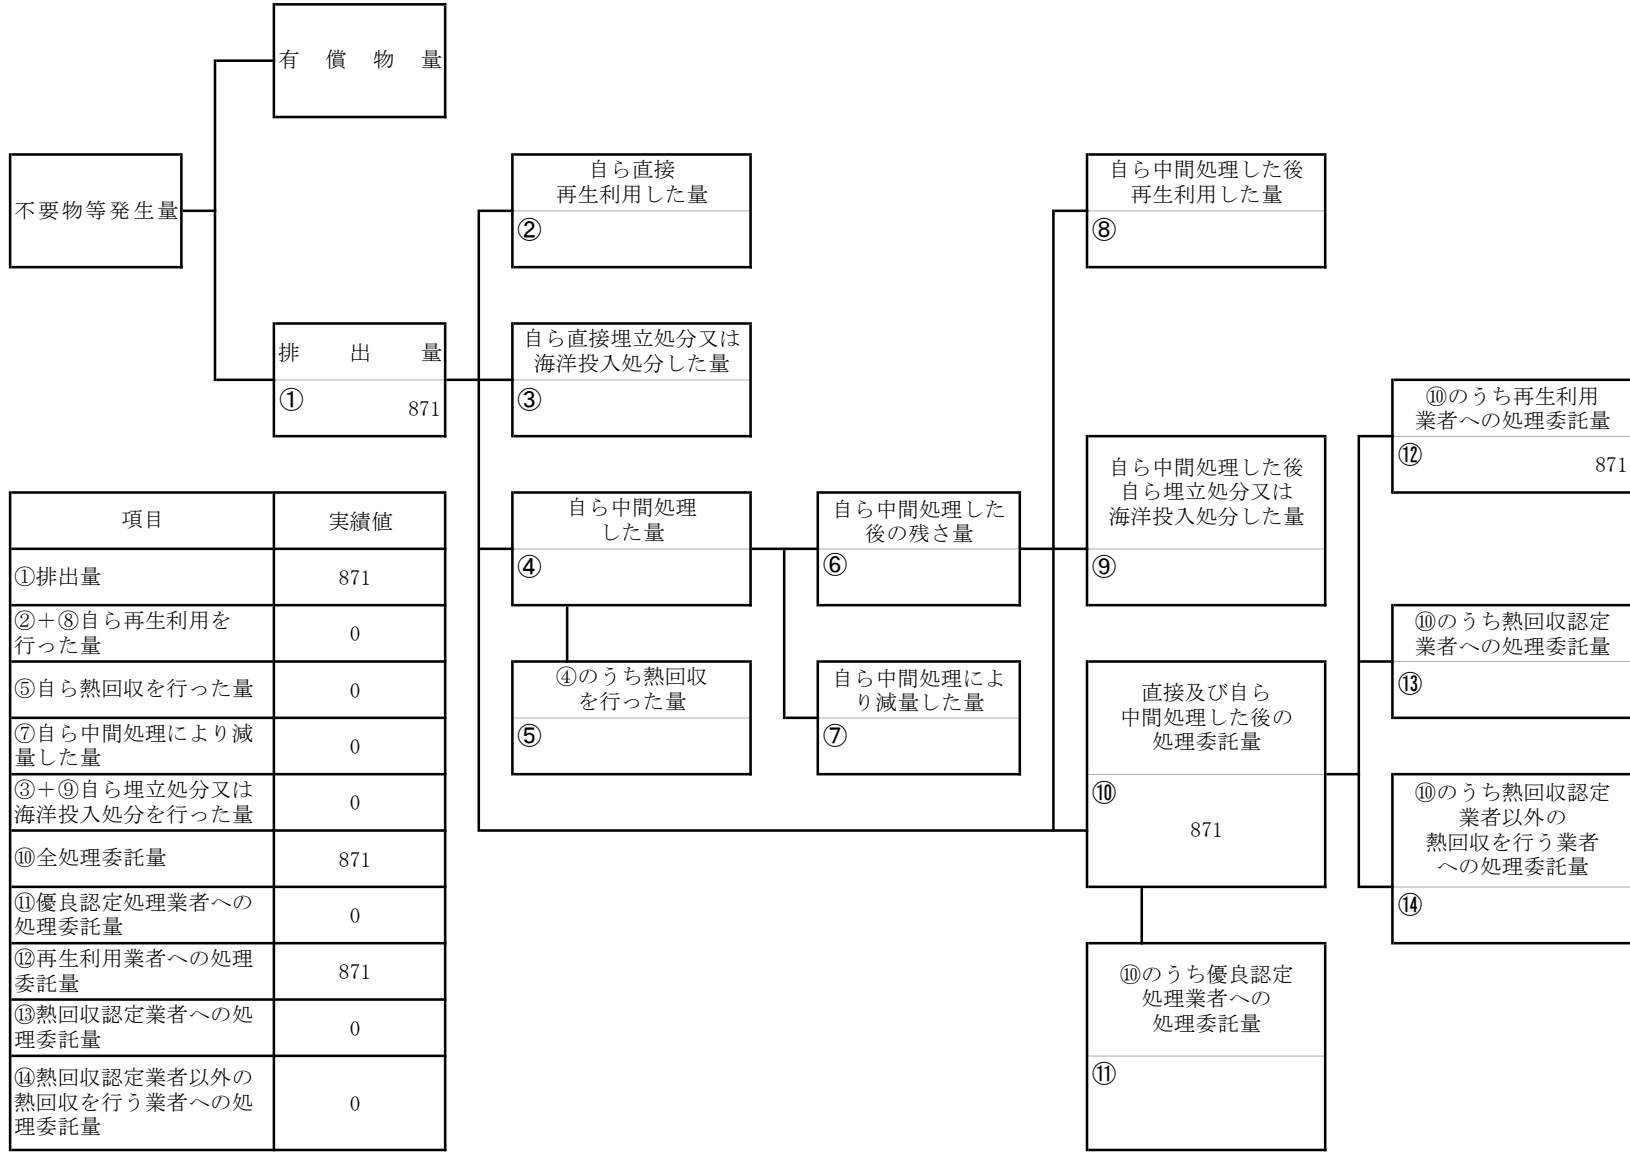 有償物量
不要物等発生量
自ら直接
再生利用した量
②
自ら中間処理した後
再生利用した量
⑧
排出量
①
871
自ら直接埋立処分又は
海洋投入処分した量
③
⑩のうち再生利用
業者への処理委託量
⑫
871
自ら中間処理した後
自ら埋立処分又は
海洋投入処分した量
⑨
自ら中間処理
した量
④
自ら中間処理した
後の残さ量
⑥
④のうち熱回収
を行った量
⑤
自ら中間処理によ
り減量した量
⑦
⑩のうち熱回収認定
業者への処理委託量
⑬
直接及び自ら
中間処理した後の
処理委託量
⑩
871
⑩のうち熱回収認定
業者以外の
熱回収を行う業者
への処理委託量
⑭
⑩のうち優良認定
処理業者への
処理委託量
⑪
項目 実績値
①排出量 871
②＋⑧自ら再生利用を
行った量 0
⑤自ら熱回収を行った量 0
⑦自ら中間処理により減
量した量 0
③＋⑨自ら埋立処分又は
海洋投入処分を行った量 0
⑩全処理委託量 871
⑪優良認定処理業者への
処理委託量 0
⑫再生利用業者への処理
委託量 871
⑬熱回収認定業者への処
理委託量 0
⑭熱回収認定業者以外の
熱回収を行う業者への処
理委託量 0